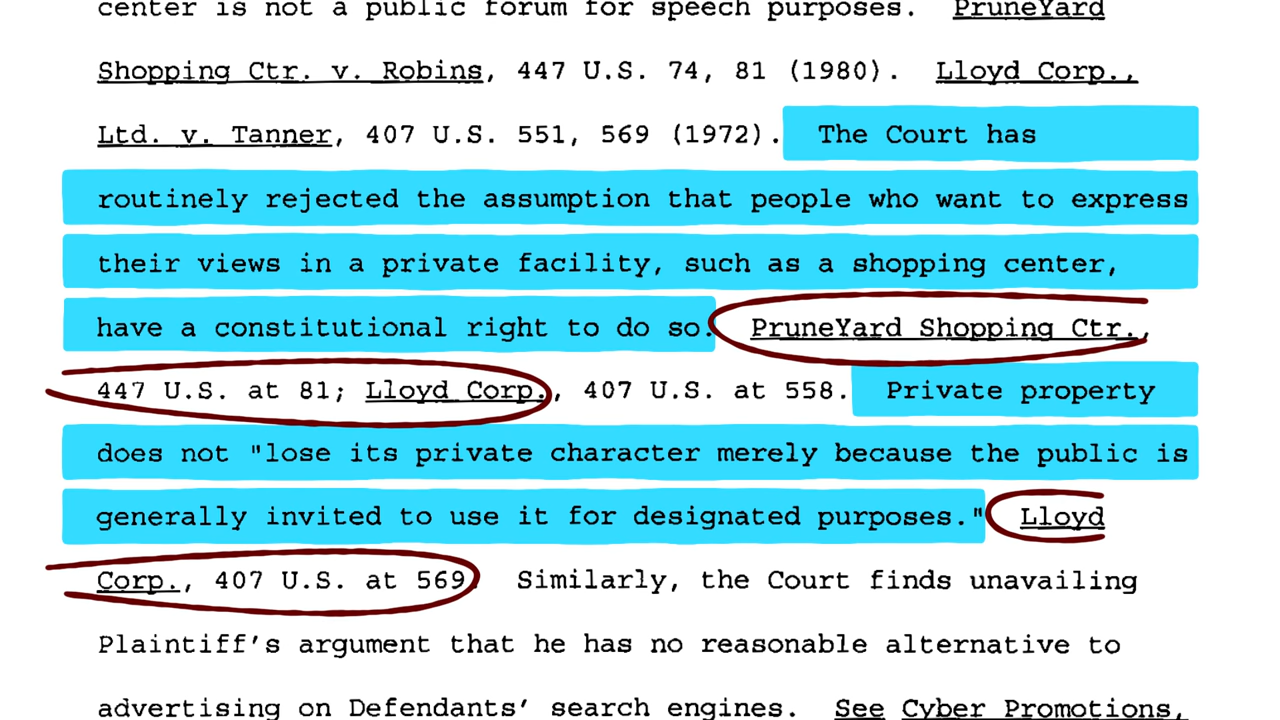 center is not a public forum for speech purposes. PruneYard
Shopping Ctr. v. Robins, 447 U.S. 74, 81 (1980). Lloyd Corp.,
Ltd. v. Tanner, 407 U.S. 551, 569 (1972). The Court has
routinely rejected the assumption that people who want to express
their views in a private facility, such as a shopping center,
have a constitutional right to do so. PruneYard Shopping Ctr.,
447 U.S. at 81; Lloyd Corp., 407 U.S. at 558. Private property
does not "lose its private character merely because the public is
generally invited to use it for designated purposes." Lloyd
Corp., 407 U.S. at 569. Similarly, the Court finds unavailing
Plaintiff's argument that he has no reasonable alternative to
advertising on Defendants' search engines. See Cyber Promotions,